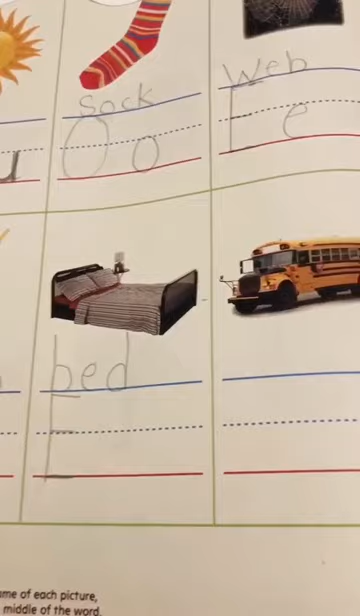 sock
Web
u
O o
E e
bed
E
ame of each picture,
middle of the word.